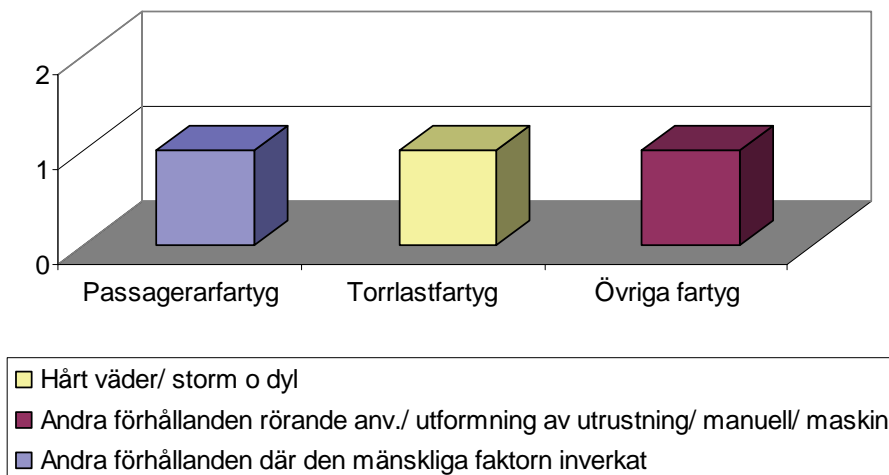 2
1
0
Passagerarfartyg Torrlastfartyg Övriga fartyg
Hårt väder/ storm o dyl
Andra förhållanden rörande anv./ utformning av utrustning/ manuell/ maskin
Andra förhållanden där den mänskliga faktorn inverkat